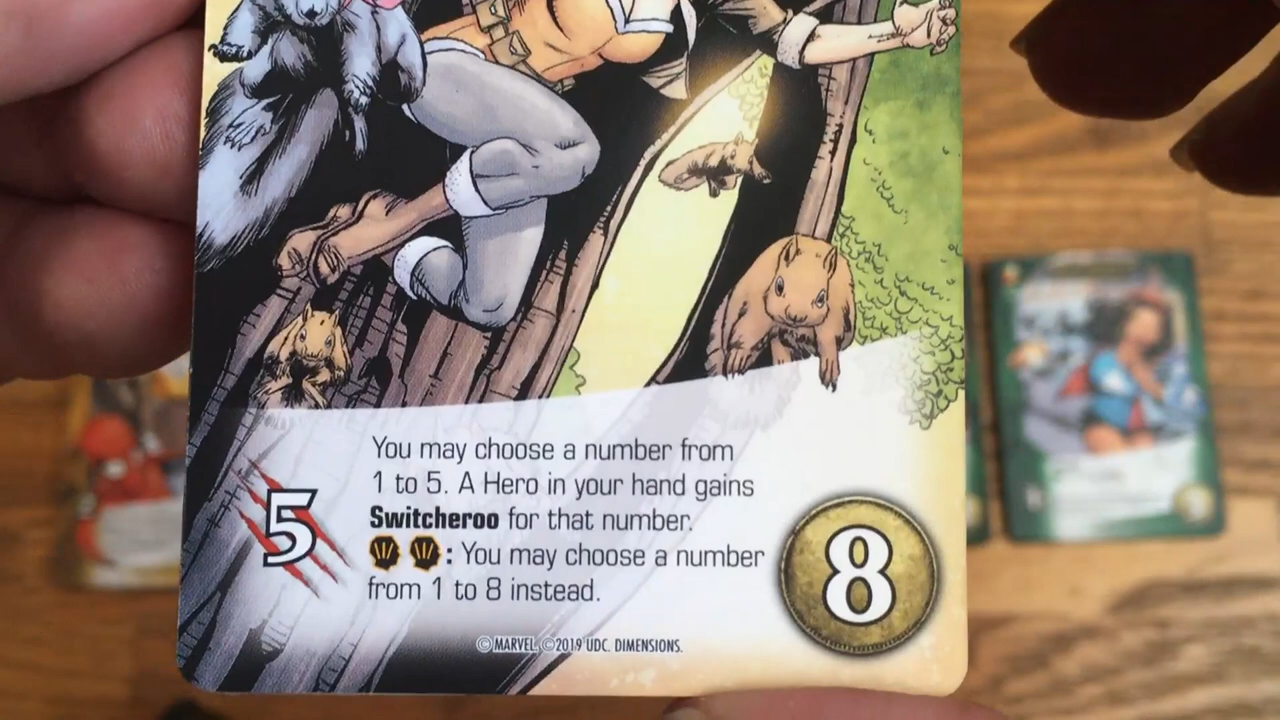 You may choose a number from
1 to 5. A Hero in your hand gains
Switcheroo for that number.
: You may choose a number
from 1 to 8 instead.
5
8
©MARVEL, ©2019 UDC. DIMENSIONS.